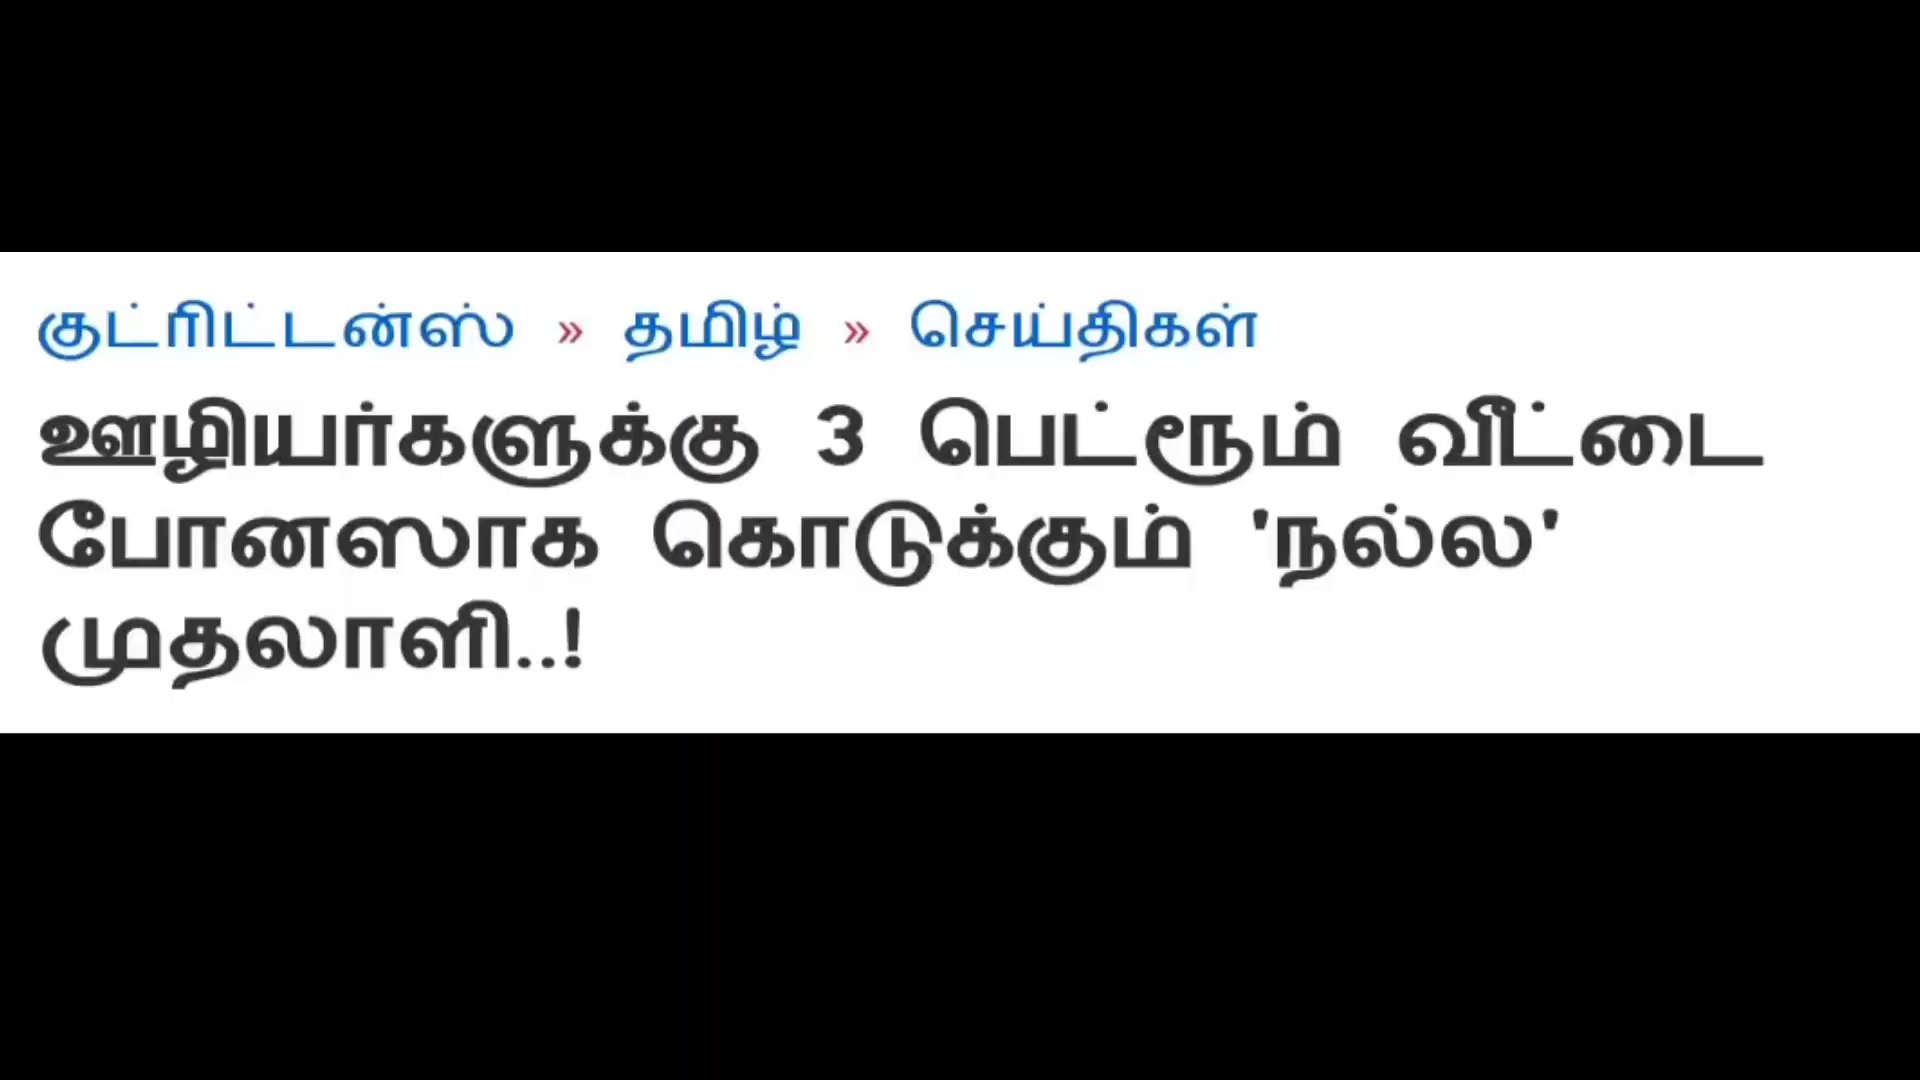 குட்ரிட்டன்ஸ் » தமிழ் » செய்திகள்
ஊழியர்களுக்கு 3 பெட்ரூம் வீட்டை
போனஸாக கொடுக்கும் 'நல்ல'
முதலாளி..!